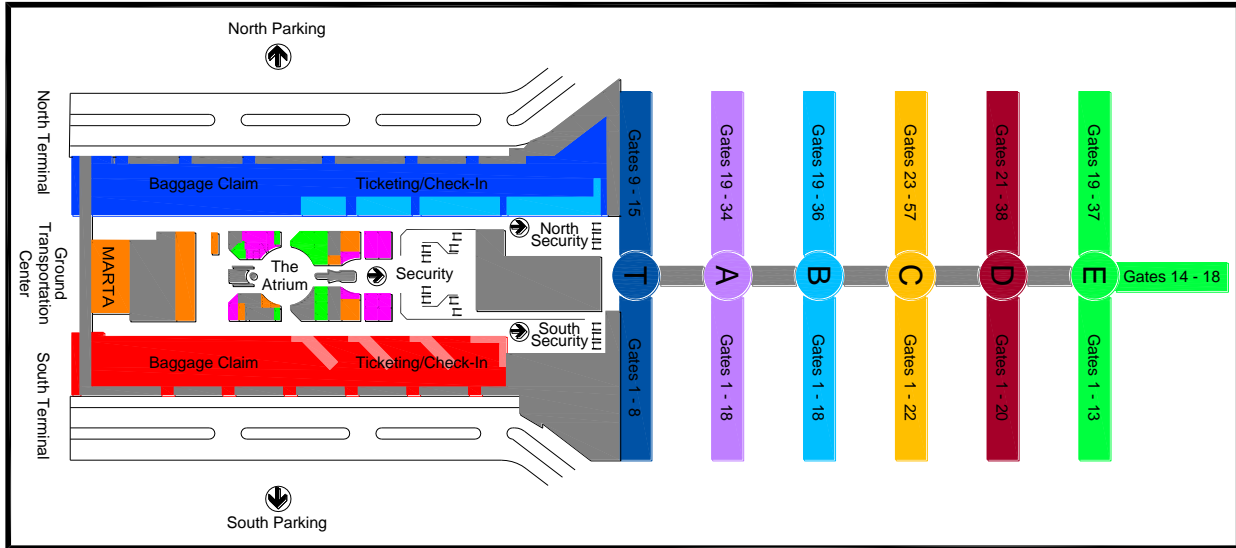 North Parking
North Terminal
Baggage Claim
Ticketing/Check-In
Ground
Transportation
Center
MARTA
The
Atrium
Security
North
Security
South
Security
South Terminal
Baggage Claim
Ticketing/Check-In
South Parking
Gates 9 - 15
T
Gates 1 - 8
Gates 19 - 34
A
Gates 1 - 18
Gates 19 - 36
B
Gates 1 - 18
Gates 23 - 57
C
Gates 1 - 22
Gates 21 - 38
D
Gates 1 - 20
Gates 19 - 37
E
Gates 14 - 18
Gates 1 - 13